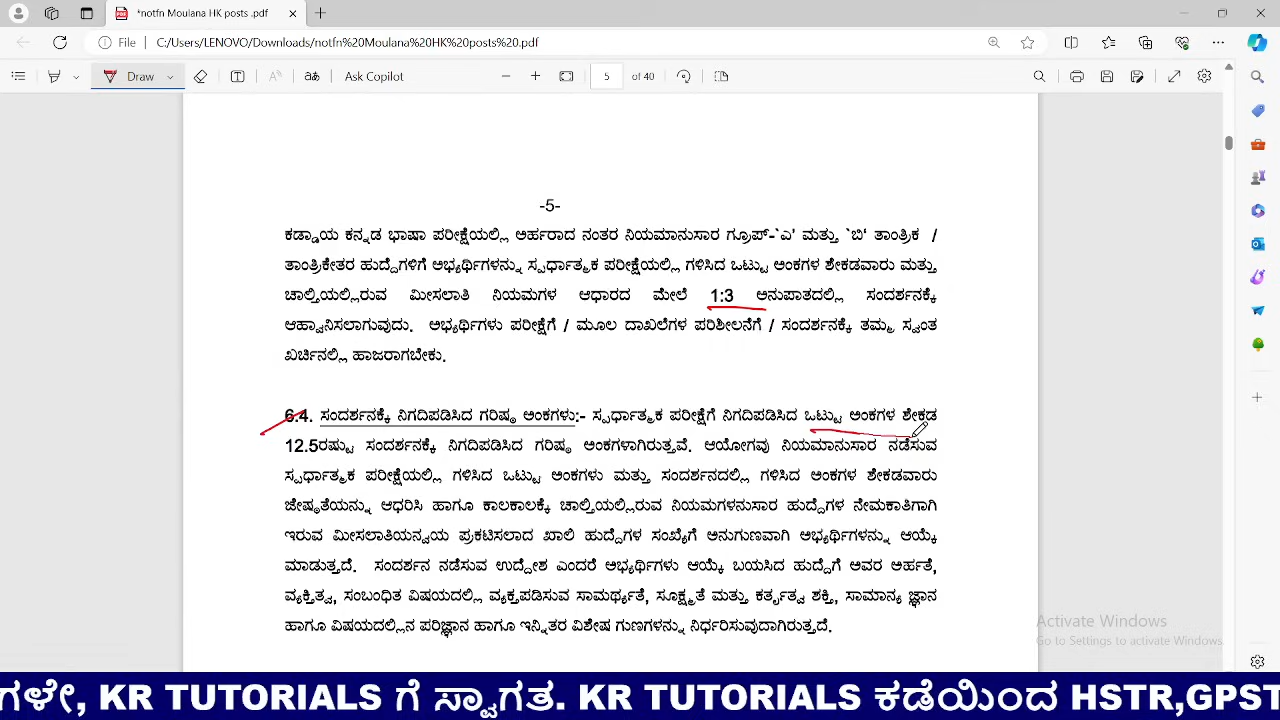 *notfn Moulana HK posts .pdf
File C:/Users/LENOVO/Downloads/notfn%20Moulana%20HK%20posts%20.pdf
Draw Ask Copilot 5 of 40
-5-
ಕಡ್ಡಾಯ ಕನ್ನಡ ಭಾಷಾ ಪರೀಕ್ಷೆಯಲ್ಲಿ ಅರ್ಹರಾದ ನಂತರ ನಿಯಮಾನುಸಾರ ಗ್ರೂಪ್-`ಎ' ಮತ್ತು `ಬಿ' ತಾಂತ್ರಿಕ /
ತಾಂತ್ರಿಕೇತರ ಹುದ್ದೆಗಳಿಗೆ ಅಭ್ಯರ್ಥಿಗಳನ್ನು ಸ್ಪರ್ಧಾತ್ಮಕ ಪರೀಕ್ಷೆಯಲ್ಲಿ ಗಳಿಸಿದ ಒಟ್ಟು ಅಂಕಗಳ ಶೇಕಡವಾರು ಮತ್ತು
ಚಾಲ್ತಿಯಲ್ಲಿರುವ ಮೀಸಲಾತಿ ನಿಯಮಗಳ ಆಧಾರದ ಮೇಲೆ 1:3 ಅನುಪಾತದಲ್ಲಿ ಸಂದರ್ಶನಕ್ಕೆ
ಆಹ್ವಾನಿಸಲಾಗುವುದು. ಅಭ್ಯರ್ಥಿಗಳು ಪರೀಕ್ಷೆಗೆ / ಮೂಲ ದಾಖಲೆಗಳ ಪರಿಶೀಲನೆಗೆ / ಸಂದರ್ಶನಕ್ಕೆ ತಮ್ಮ ಸ್ವಂತ
ಖರ್ಚಿನಲ್ಲಿ ಹಾಜರಾಗಬೇಕು.
6.4. ಸಂದರ್ಶನಕ್ಕೆ ನಿಗದಿಪಡಿಸಿದ ಗರಿಷ್ಠ ಅಂಕಗಳು:- ಸ್ಪರ್ಧಾತ್ಮಕ ಪರೀಕ್ಷೆಗೆ ನಿಗದಿಪಡಿಸಿದ ಒಟ್ಟು ಅಂಕಗಳ ಶೇಕಡ
12.5ರಷ್ಟು ಸಂದರ್ಶನಕ್ಕೆ ನಿಗದಿಪಡಿಸಿದ ಗರಿಷ್ಠ ಅಂಕಗಳಾಗಿರುತ್ತವೆ. ಆಯೋಗವು ನಿಯಮಾನುಸಾರ ನಡೆಸುವ
ಸ್ಪರ್ಧಾತ್ಮಕ ಪರೀಕ್ಷೆಯಲ್ಲಿ ಗಳಿಸಿದ ಒಟ್ಟು ಅಂಕಗಳು ಮತ್ತು ಸಂದರ್ಶನದಲ್ಲಿ ಗಳಿಸಿದ ಅಂಕಗಳ ಶೇಕಡವಾರು
ಜೇಷ್ಠತೆಯನ್ನು ಆಧರಿಸಿ ಹಾಗೂ ಕಾಲಕಾಲಕ್ಕೆ ಚಾಲ್ತಿಯಲ್ಲಿರುವ ನಿಯಮಗಳನುಸಾರ ಹುದ್ದೆಗಳ ನೇಮಕಾತಿಗಾಗಿ
ಇರುವ ಮೀಸಲಾತಿಯನ್ವಯ ಪ್ರಕಟಿಸಲಾದ ಖಾಲಿ ಹುದ್ದೆಗಳ ಸಂಖ್ಯೆಗೆ ಅನುಗುಣವಾಗಿ ಅಭ್ಯರ್ಥಿಗಳನ್ನು ಆಯ್ಕೆ
ಮಾಡುತ್ತದೆ. ಸಂದರ್ಶನ ನಡೆಸುವ ಉದ್ದೇಶ ಎಂದರೆ ಅಭ್ಯರ್ಥಿಗಳು ಆಯ್ಕೆ ಬಯಸಿದ ಹುದ್ದೆಗೆ ಅವರ ಅರ್ಹತೆ,
ವ್ಯಕ್ತಿತ್ವ, ಸಂಬಂಧಿತ ವಿಷಯದಲ್ಲಿ ವ್ಯಕ್ತಪಡಿಸುವ ಸಾಮರ್ಥ್ಯತೆ, ಸೂಕ್ಷ್ಮತೆ ಮತ್ತು ಕರ್ತೃತ್ವ ಶಕ್ತಿ, ಸಾಮಾನ್ಯ ಜ್ಞಾನ
ಹಾಗೂ ವಿಷಯದಲ್ಲಿನ ಪರಿಜ್ಞಾನ ಹಾಗೂ ಇನ್ನಿತರ ವಿಶೇಷ ಗುಣಗಳನ್ನು ನಿರ್ಧರಿಸುವುದಾಗಿರುತ್ತದೆ.
Activate Windows
Go to Settings to activate Windows.
ಗಳೇ, KR TUTORIALS ಗೆ ಸ್ವಾಗತ. KR TUTORIALS ಕಡೆಯಿಂದ HSTR,GPST